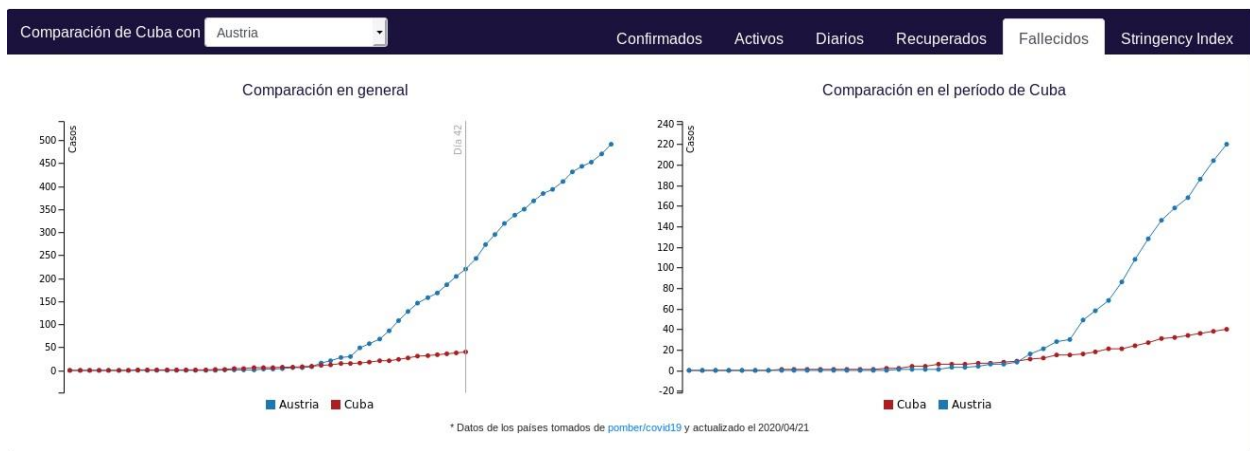 Comparación de Cuba con Austria
Confirmados Activos Diarios Recuperados Fallecidos Stringency Index
Comparación en general
Casos
500
450
400
350
300
250
200
150
100
50
0
Día 42
Austria Cuba
Comparación en el período de Cuba
Casos
240
220
200
180
160
140
120
100
80
60
40
20
0
-20
Cuba Austria
* Datos de los países tomados de pomber/covid19 y actualizado el 2020/04/21